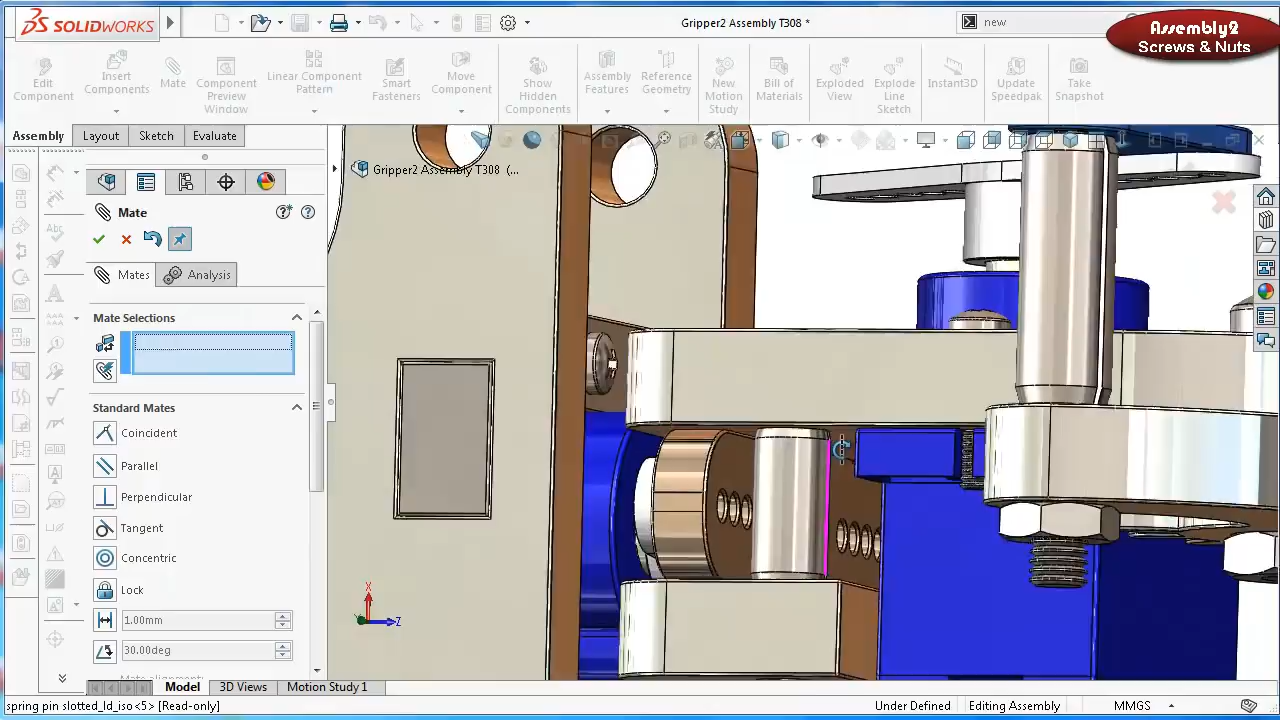 SOLIDWORKS
Gripper2 Assembly T308 *
new
Assembly2
Screws & Nuts
Edit Component
Insert Components
Mate
Component Preview Window
Linear Component Pattern
Smart Fasteners
Move Component
Show Hidden Components
Assembly Features
Reference Geometry
New Motion Study
Bill of Materials
Exploded View
Explode Line Sketch
Instant3D
Update Speedpak
Take Snapshot
Assembly
Layout
Sketch
Evaluate
Gripper2 Assembly T308 (...
Mate
Mates
Analysis
Mate Selections
Standard Mates
Coincident
Parallel
Perpendicular
Tangent
Concentric
Lock
1.00mm
30.00deg
Z
Model
3D Views
Motion Study 1
spring pin slotted_ld_iso<5> [Read-only]
Under Defined
Editing Assembly
MMGS